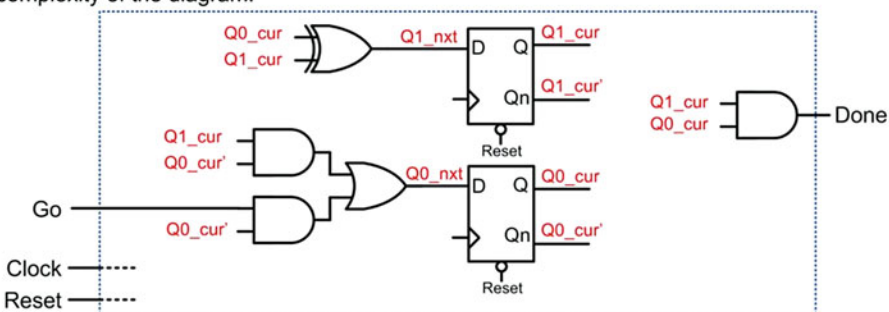 complexity of the diagram.
Q0_cur
Q1_cur
Q1_nxt
D
Q
Qn
Q1_cur
Q1_cur'
Reset
Q1_cur
Q0_cur
Done
Q1_cur
Q0_cur'
Go
Q0_cur'
Q0_nxt
D
Q
Qn
Q0_cur
Q0_cur'
Reset
Clock
Reset